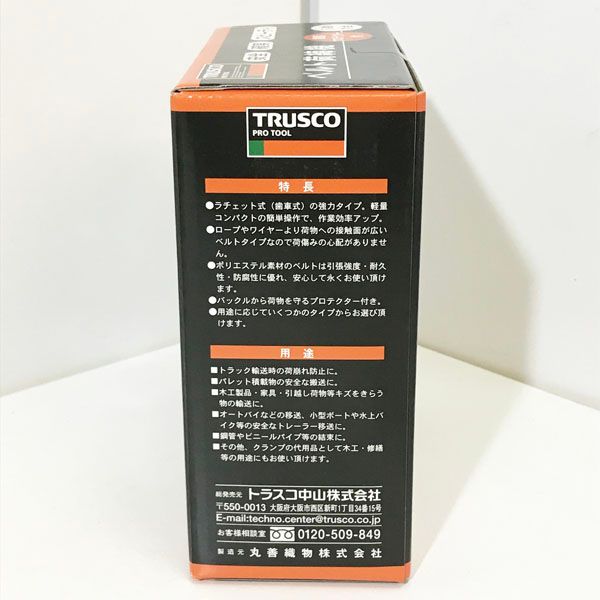 TRUSCO
PRO TOOL
特長
●ラチェット式（歯車式）の強力タイプ。軽量
コンパクトの簡単操作で、作業効率アップ。
●ロープやワイヤーより荷物への接触面が広い
ベルトタイプなので荷傷みの心配がありませ
ん。
●ポリエステル素材のベルトは引張強度・耐久
性・防腐性に優れ、安心して永くお使い頂け
ます。
●バックルから荷物を守るプロテクター付き。
●用途に応じていくつかのタイプからお選び頂
けます。
用途
■トラック輸送時の荷崩れ防止に。
■パレット積載物の安全な搬送に。
■木工製品・家具・引越し荷物等キズをきらう
物の輸送に。
■オートバイなどの移送、小型ボートや水上バ
イク等の安全なトレーラー移送に。
■鋼管やビニールパイプ等の結束に。
■その他、クランプの代用品として木工・修繕
等の用途にもお使い頂けます。
総発売元 トラスコ中山株式会社
〒550-0013 大阪府大阪市西区新町1丁目34番15号
E-mail:techno.center@trusco.co.jp
お客様相談室 0120-509-849
製造元 丸善織物株式会社